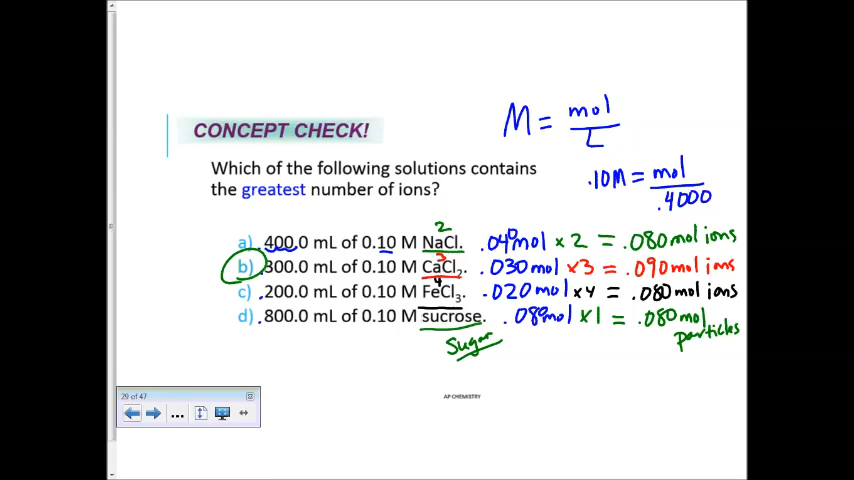 M = mol
L
CONCEPT CHECK!
Which of the following solutions contains
the greatest number of ions?
.10M = mol
.4000
2
a) .400.0 mL of 0.10 M NaCl. .040 mol × 2 = .080 mol ions
3
b) .300.0 mL of 0.10 M CaCl₂. .030 mol × 3 = .090 mol ions
4
c) .200.0 mL of 0.10 M FeCl₃. .020 mol × 4 = .080 mol ions
d) .800.0 mL of 0.10 M sucrose. .080 mol × 1 = .080 mol
particles
Sugar
29 of 47
AP CHEMISTRY